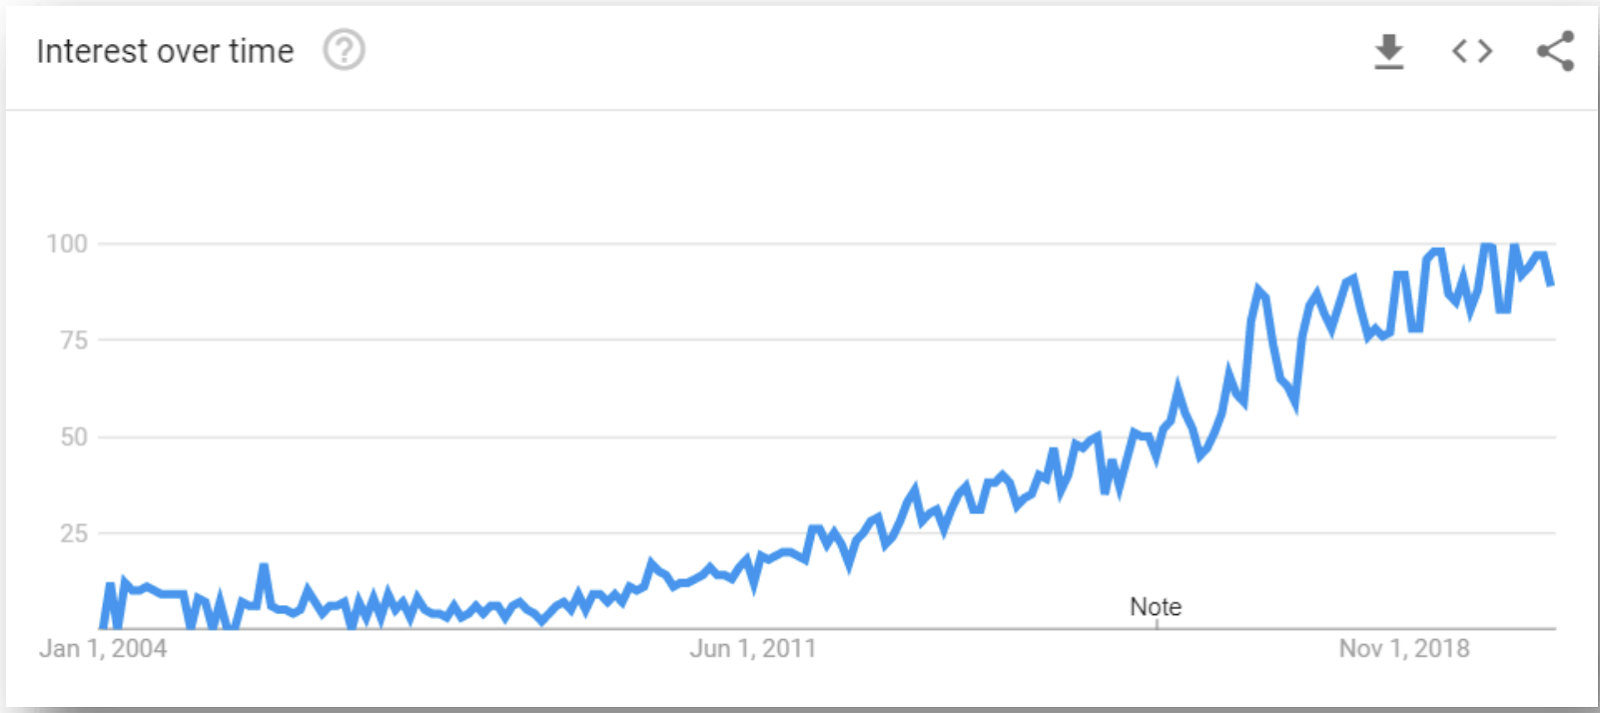 Interest over time
100
75
50
25
Note
Jan 1, 2004 Jun 1, 2011 Nov 1, 2018